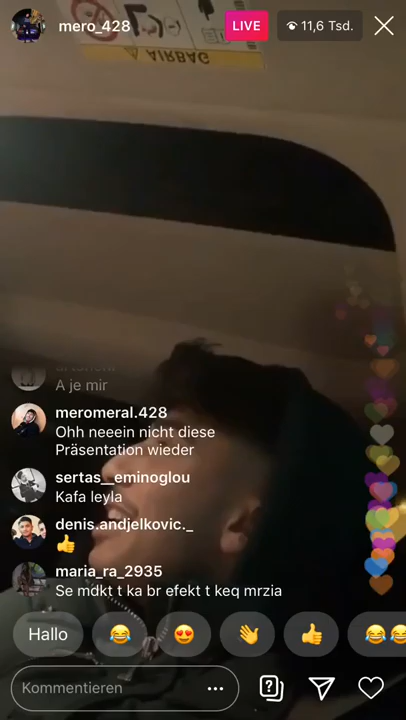 mero_428
LIVE
11,6 Tsd.
AIRBAG
A je mir
meromeral.428
Ohh neeein nicht diese
Präsentation wieder
sertas__eminoglou
Kafa leyla
denis.andjelkovic._
maria_ra_2935
Se mdkt t ka br efekt t keq mrzia
Hallo
Kommentieren